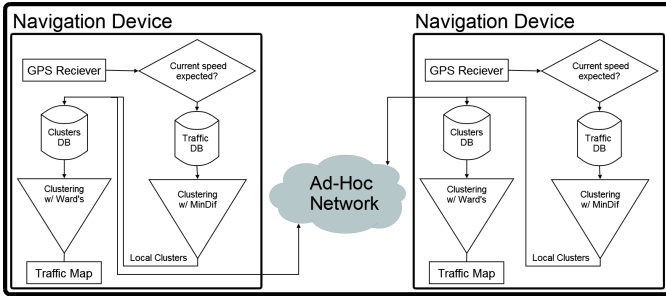 Navigation Device
GPS Reciever
Current speed
expected?
Clusters
DB
Traffic
DB
Clustering
w/ Ward's
Clustering
w/ MinDif
Local Clusters
Traffic Map
Ad-Hoc
Network
Navigation Device
GPS Reciever
Current speed
expected?
Clusters
DB
Traffic
DB
Clustering
w/ Ward's
Clustering
w/ MinDif
Local Clusters
Traffic Map